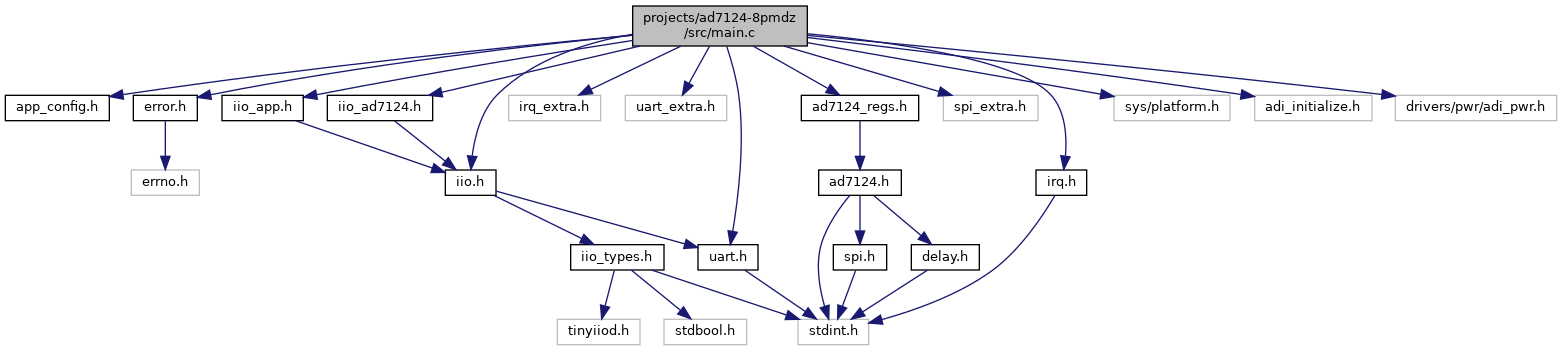 projects/ad7124-8pmdz
/src/main.c
app_config.h
error.h
iio_app.h
iio_ad7124.h
irq_extra.h
uart_extra.h
ad7124_regs.h
spi_extra.h
sys/platform.h
adi_initialize.h
drivers/pwr/adi_pwr.h
errno.h
iio.h
ad7124.h
irq.h
iio_types.h
uart.h
spi.h
delay.h
tinyiiod.h
stdbool.h
stdint.h